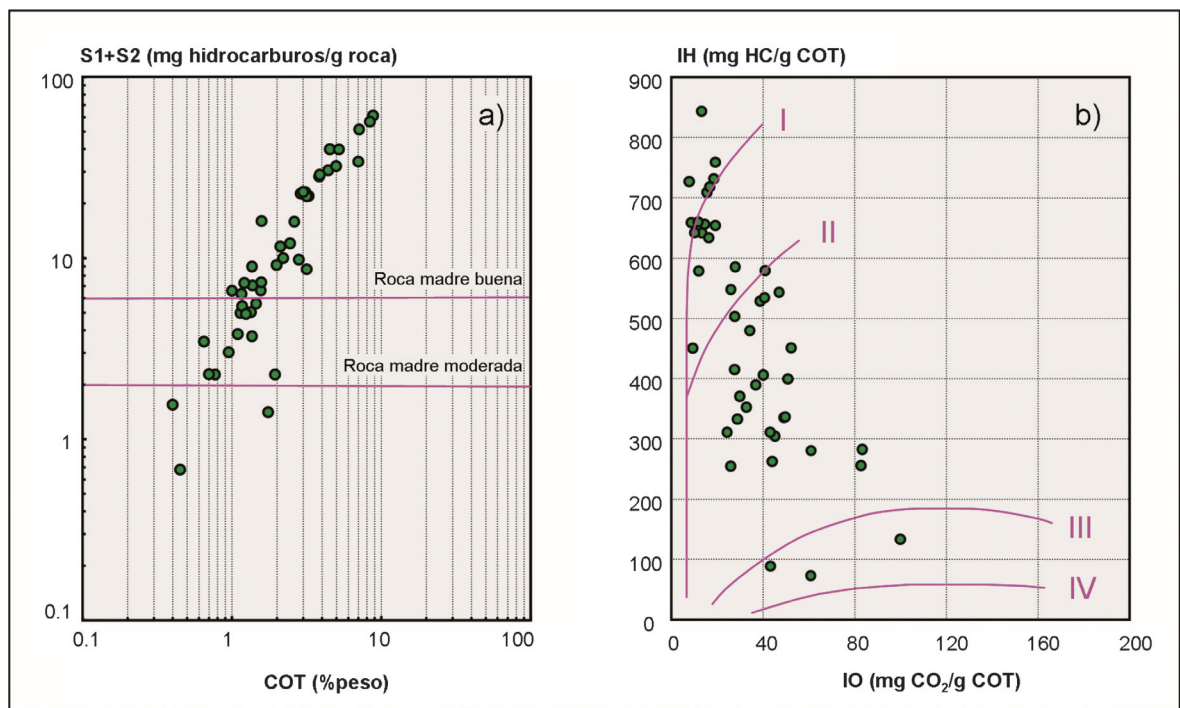 S1+S2 (mg hidrocarburos/g roca)
100
10
1
0.1
a)
Roca madre buena
Roca madre moderada
0.1
1
10
100
COT (%peso)
IH (mg HC/g COT)
900
800
700
600
500
400
300
200
100
0
b)
I
II
III
IV
0
40
80
120
160
200
IO (mg CO₂/g COT)